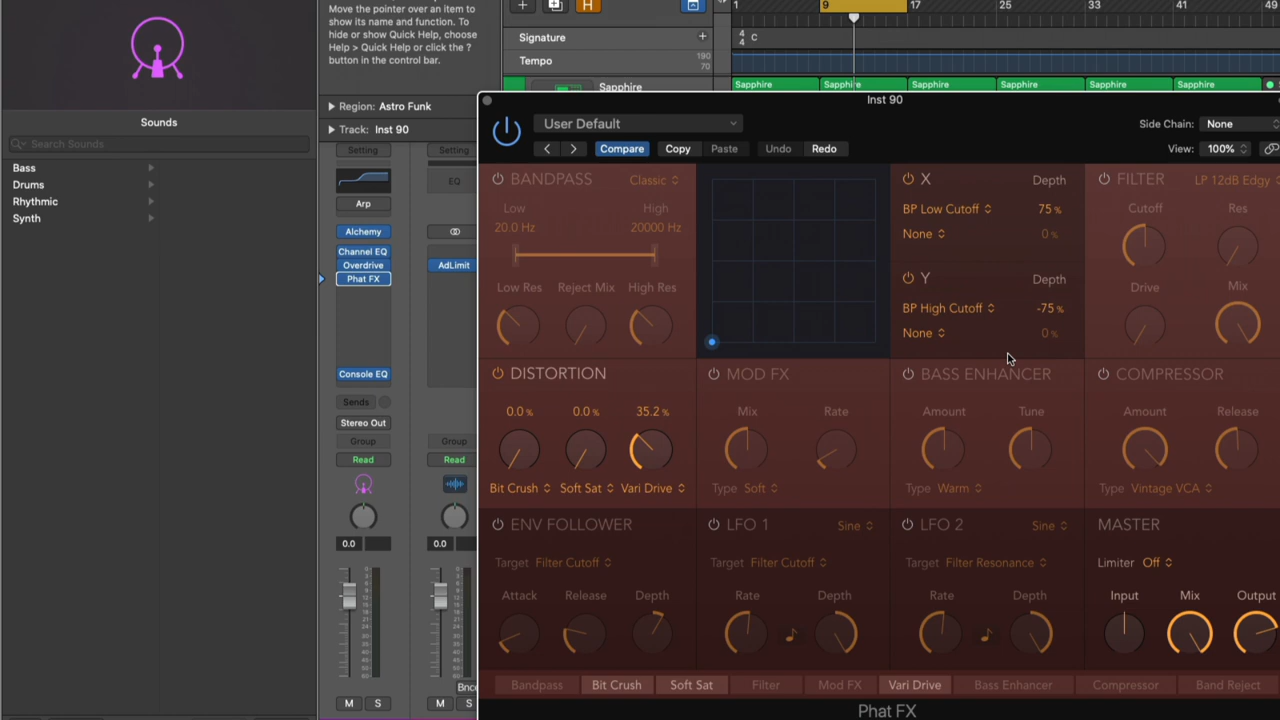 Move the pointer over an item to
show its name and function. To
hide or show Quick Help, choose
Help > Quick Help or click the ?
button in the control bar.
H
1 9 17 25 33 41 49
Signature +
4
4 C
Tempo
190
70
Sapphire
Sapphire Sapphire Sapphire Sapphire Sapphire Sapphire
Sounds
Search Sounds
Bass
Drums
Rhythmic
Synth
Region: Astro Funk
Track: Inst 90
Setting Setting
EQ
Arp
Alchemy
Channel EQ
Overdrive AdLimit
Phat FX
Console EQ
Sends
Stereo Out
Group Group
Read Read
0.0 0.0
Bnce
M S M S
Inst 90
User Default
Side Chain: None
Compare Copy Paste Undo Redo
View: 100%
BANDPASS Classic
Low High
20.0 Hz 20000 Hz
Low Res Reject Mix High Res
X Depth
BP Low Cutoff 75 %
None 0 %
Y Depth
BP High Cutoff -75 %
None 0 %
FILTER LP 12dB Edgy
Cutoff Res
Drive Mix
DISTORTION
0.0 % 0.0 % 35.2 %
Bit Crush Soft Sat Vari Drive
MOD FX
Mix Rate
Type Soft
BASS ENHANCER
Amount Tune
Type Warm
COMPRESSOR
Amount Release
Type Vintage VCA
ENV FOLLOWER
Target Filter Cutoff
Attack Release Depth
LFO 1 Sine
Target Filter Cutoff
Rate Depth
LFO 2 Sine
Target Filter Resonance
Rate Depth
MASTER
Limiter Off
Input Mix Output
Bandpass Bit Crush Soft Sat Filter Mod FX Vari Drive Bass Enhancer Compressor Band Reject
Phat FX